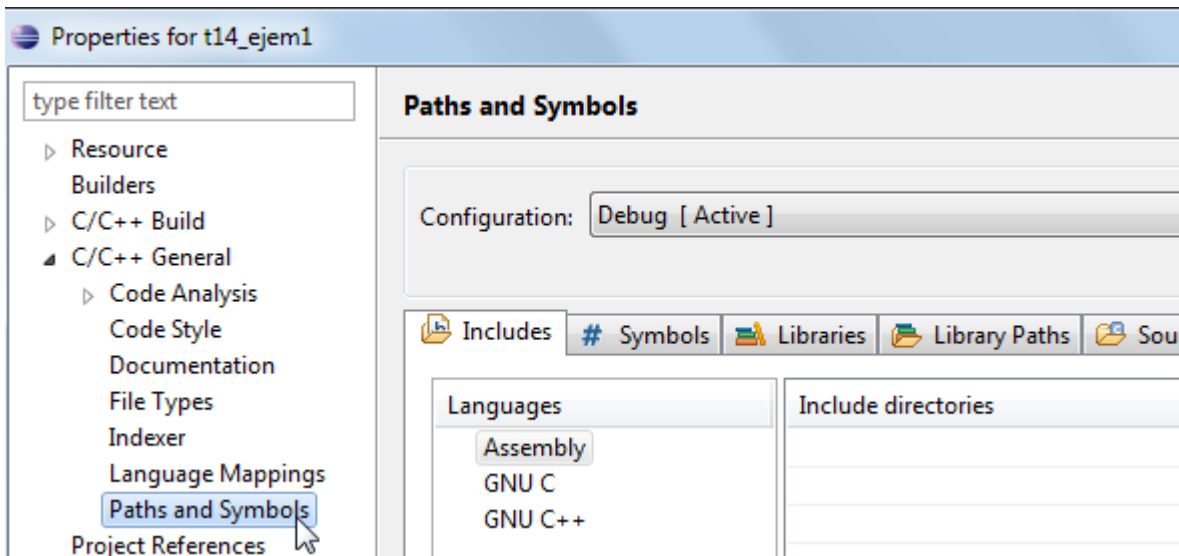 Properties for t14_ejem1
type filter text
Resource
Builders
C/C++ Build
C/C++ General
Code Analysis
Code Style
Documentation
File Types
Indexer
Language Mappings
Paths and Symbols
Project References
Paths and Symbols
Configuration: Debug [ Active ]
Includes # Symbols Libraries Library Paths Sou
Languages Include directories
Assembly
GNU C
GNU C++